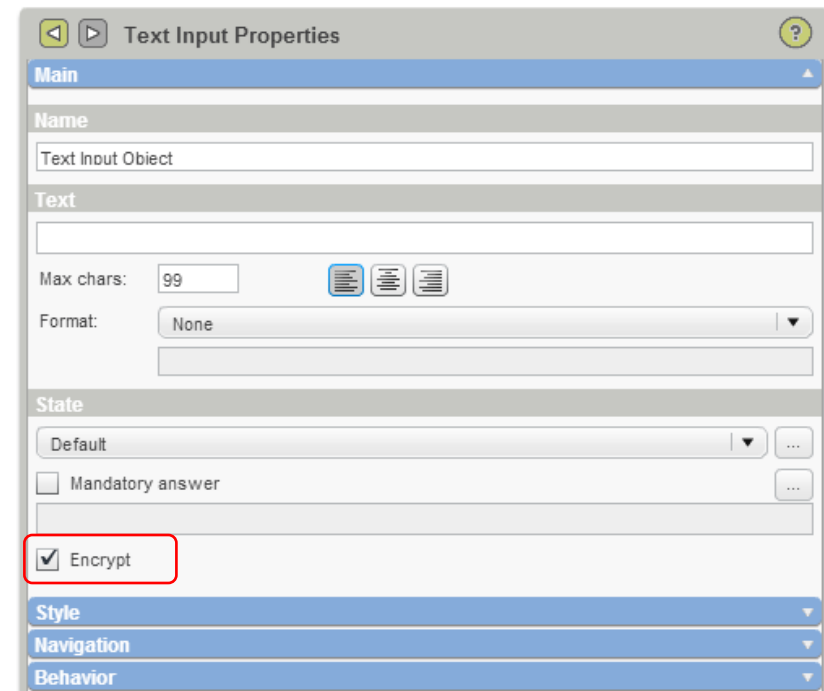 Text Input Properties ?
Main
Name
Text Input Object
Text
Max chars: 99
Format: None
State
Default ...
Mandatory answer ...
Encrypt
Style
Navigation
Behavior